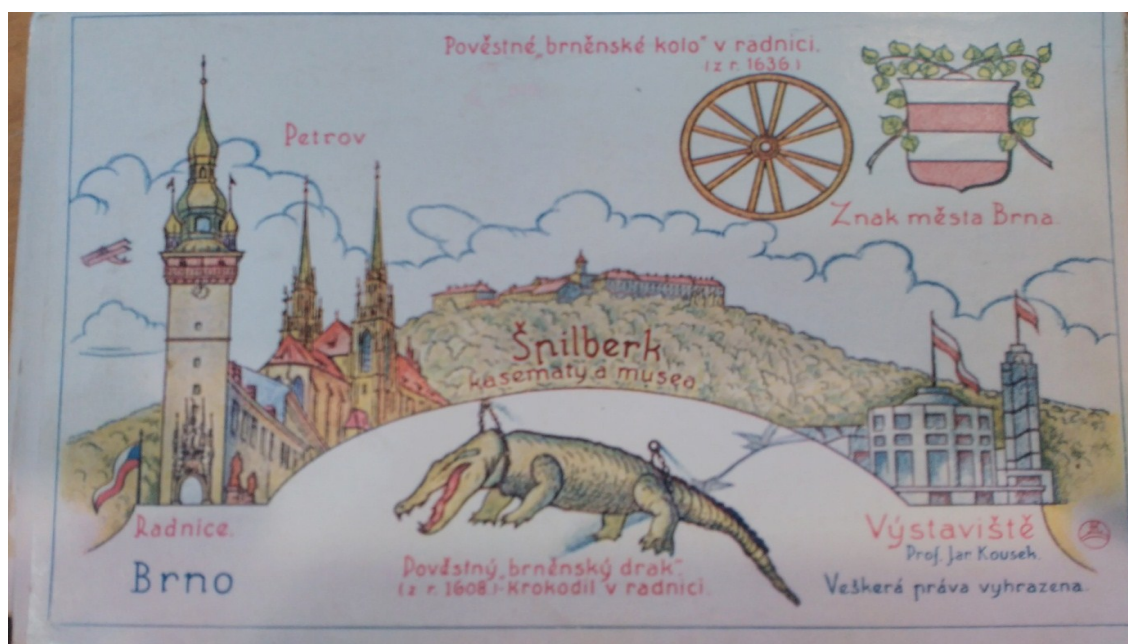 Pověstné „brněnské kolo" v radnici.
(z r. 1636.)
Petrov
Znak města Brna.
Špilberk
kasematy a museo
Radnice.
Brno
Pověstný „brněnský drak"
(z r. 1608.) - krokodil v radnici.
Výstaviště
Prof. Jar Kousek.
Veškerá práva vyhrazena.